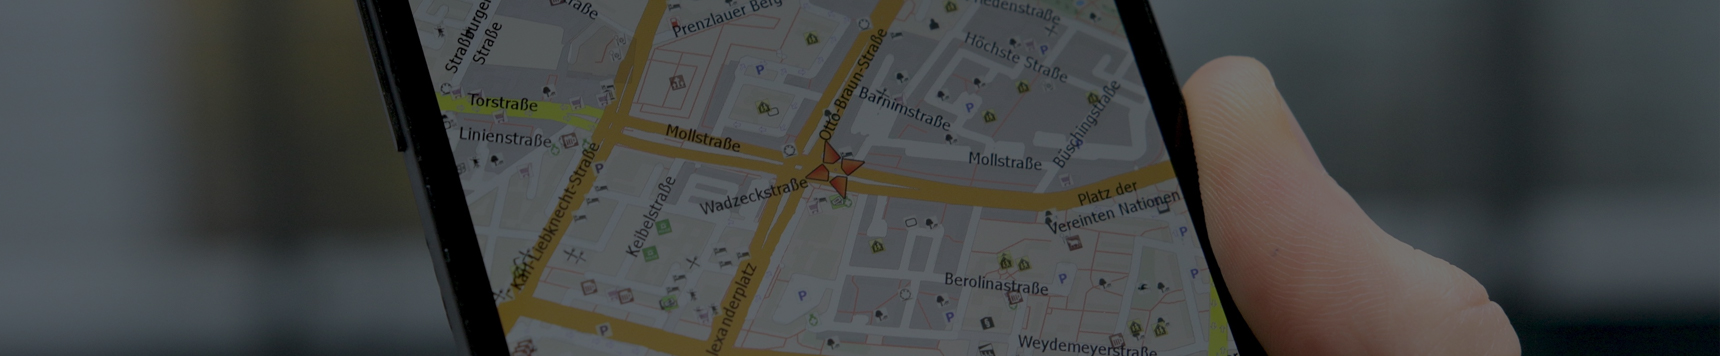 Straßburger
Straße
Prenzlauer Berg
Höchste Straße
Otto-Braun-Straße
Torstraße
Barnimstraße
Büschingstraße
Linienstraße
Mollstraße
Mollstraße
Karl-Liebknecht-Straße
Keibelstraße
Wadzeckstraße
Platz der
Vereinten Nationen
Berolinastraße
Weydemeyerstraße